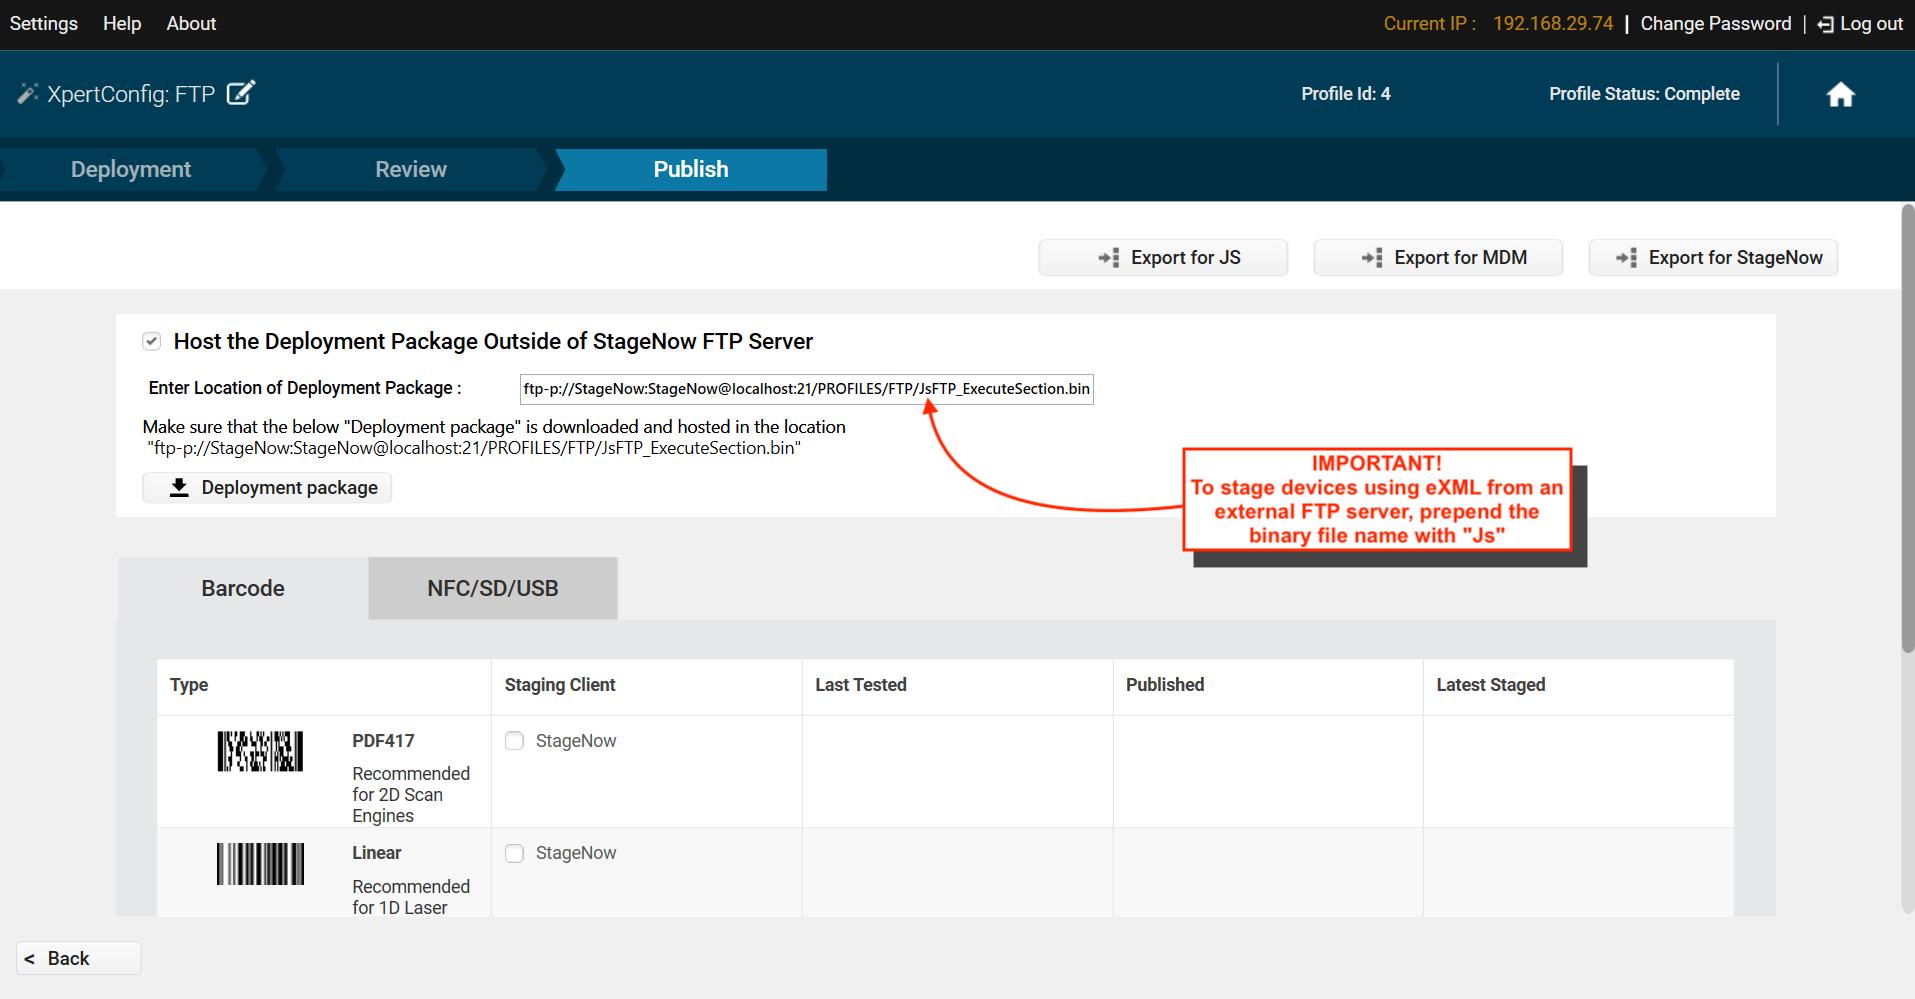 Settings Help About Current IP : 192.168.29.74 | Change Password | Log out
XpertConfig: FTP Profile Id: 4 Profile Status: Complete
Deployment Review Publish
Export for JS Export for MDM Export for StageNow
Host the Deployment Package Outside of StageNow FTP Server
Enter Location of Deployment Package : ftp-p://StageNow:StageNow@localhost:21/PROFILES/FTP/JsFTP_ExecuteSection.bin
Make sure that the below "Deployment package" is downloaded and hosted in the location
"ftp-p://StageNow:StageNow@localhost:21/PROFILES/FTP/JsFTP_ExecuteSection.bin"
Deployment package
IMPORTANT!
To stage devices using eXML from an
external FTP server, prepend the
binary file name with "Js"
Barcode NFC/SD/USB
Type Staging Client Last Tested Published Latest Staged
PDF417 StageNow
Recommended
for 2D Scan
Engines
Linear StageNow
Recommended
for 1D Laser
< Back